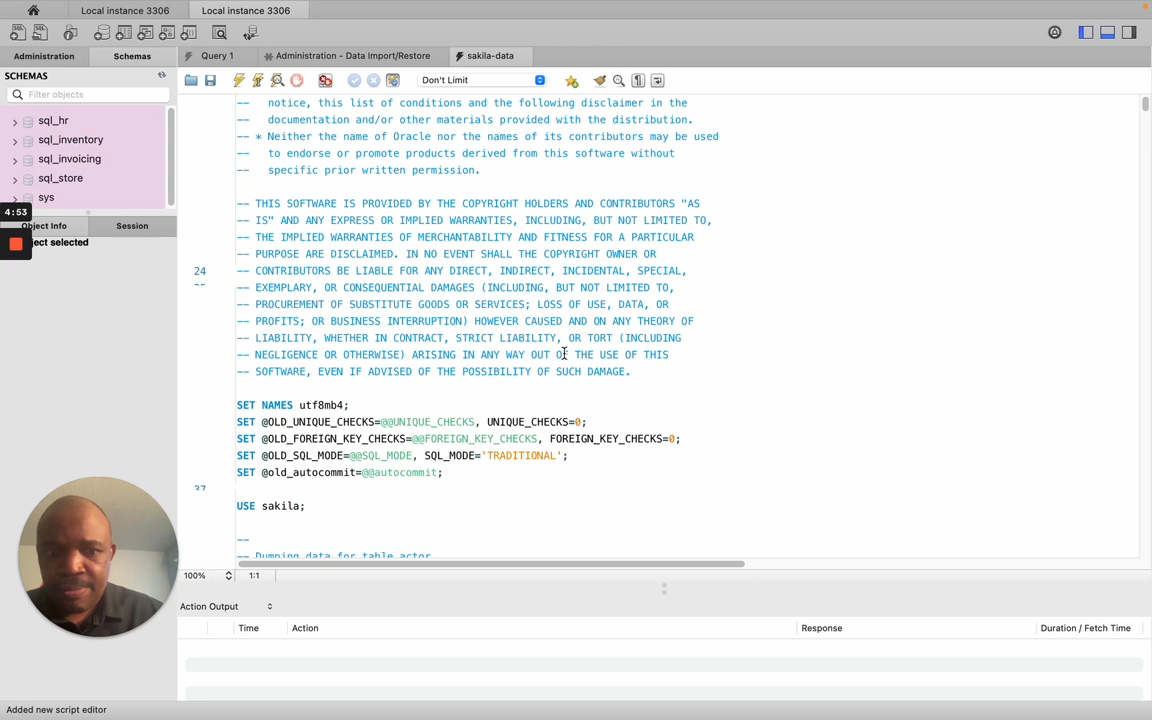 Local instance 3306
Local instance 3306
Administration
Schemas
Query 1
Administration - Data Import/Restore
sakila-data
SCHEMAS
Filter objects
Don't Limit
sql_hr
sql_inventory
sql_invoicing
sql_store
sys
4:53
Object Info
Session
ject selected
-- notice, this list of conditions and the following disclaimer in the
-- documentation and/or other materials provided with the distribution.
-- * Neither the name of Oracle nor the names of its contributors may be used
-- to endorse or promote products derived from this software without
-- specific prior written permission.
-- THIS SOFTWARE IS PROVIDED BY THE COPYRIGHT HOLDERS AND CONTRIBUTORS "AS
-- IS" AND ANY EXPRESS OR IMPLIED WARRANTIES, INCLUDING, BUT NOT LIMITED TO,
-- THE IMPLIED WARRANTIES OF MERCHANTABILITY AND FITNESS FOR A PARTICULAR
-- PURPOSE ARE DISCLAIMED. IN NO EVENT SHALL THE COPYRIGHT OWNER OR
24 -- CONTRIBUTORS BE LIABLE FOR ANY DIRECT, INDIRECT, INCIDENTAL, SPECIAL,
-- EXEMPLARY, OR CONSEQUENTIAL DAMAGES (INCLUDING, BUT NOT LIMITED TO,
-- PROCUREMENT OF SUBSTITUTE GOODS OR SERVICES; LOSS OF USE, DATA, OR
-- PROFITS; OR BUSINESS INTERRUPTION) HOWEVER CAUSED AND ON ANY THEORY OF
-- LIABILITY, WHETHER IN CONTRACT, STRICT LIABILITY, OR TORT (INCLUDING
-- NEGLIGENCE OR OTHERWISE) ARISING IN ANY WAY OUT OF THE USE OF THIS
-- SOFTWARE, EVEN IF ADVISED OF THE POSSIBILITY OF SUCH DAMAGE.
SET NAMES utf8mb4;
SET @OLD_UNIQUE_CHECKS=@@UNIQUE_CHECKS, UNIQUE_CHECKS=0;
SET @OLD_FOREIGN_KEY_CHECKS=@@FOREIGN_KEY_CHECKS, FOREIGN_KEY_CHECKS=0;
SET @OLD_SQL_MODE=@@SQL_MODE, SQL_MODE='TRADITIONAL';
SET @old_autocommit=@@autocommit;
37
USE sakila;
--
-- Dumping data for table actor
100%
1:1
Action Output
Time
Action
Response
Duration / Fetch Time
Added new script editor